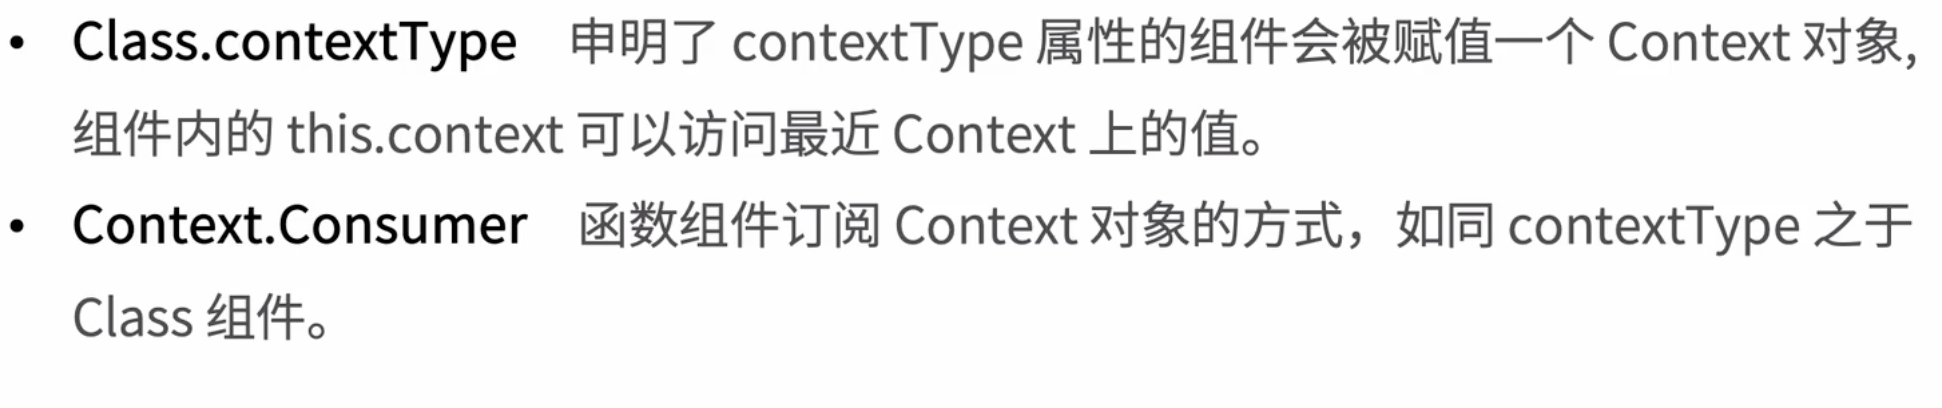 • Class.contextType 申明了 contextType 属性的组件会被赋值一个 Context 对象,
组件内的 this.context 可以访问最近 Context 上的值。
• Context.Consumer 函数组件订阅 Context 对象的方式，如同 contextType 之于
Class 组件。